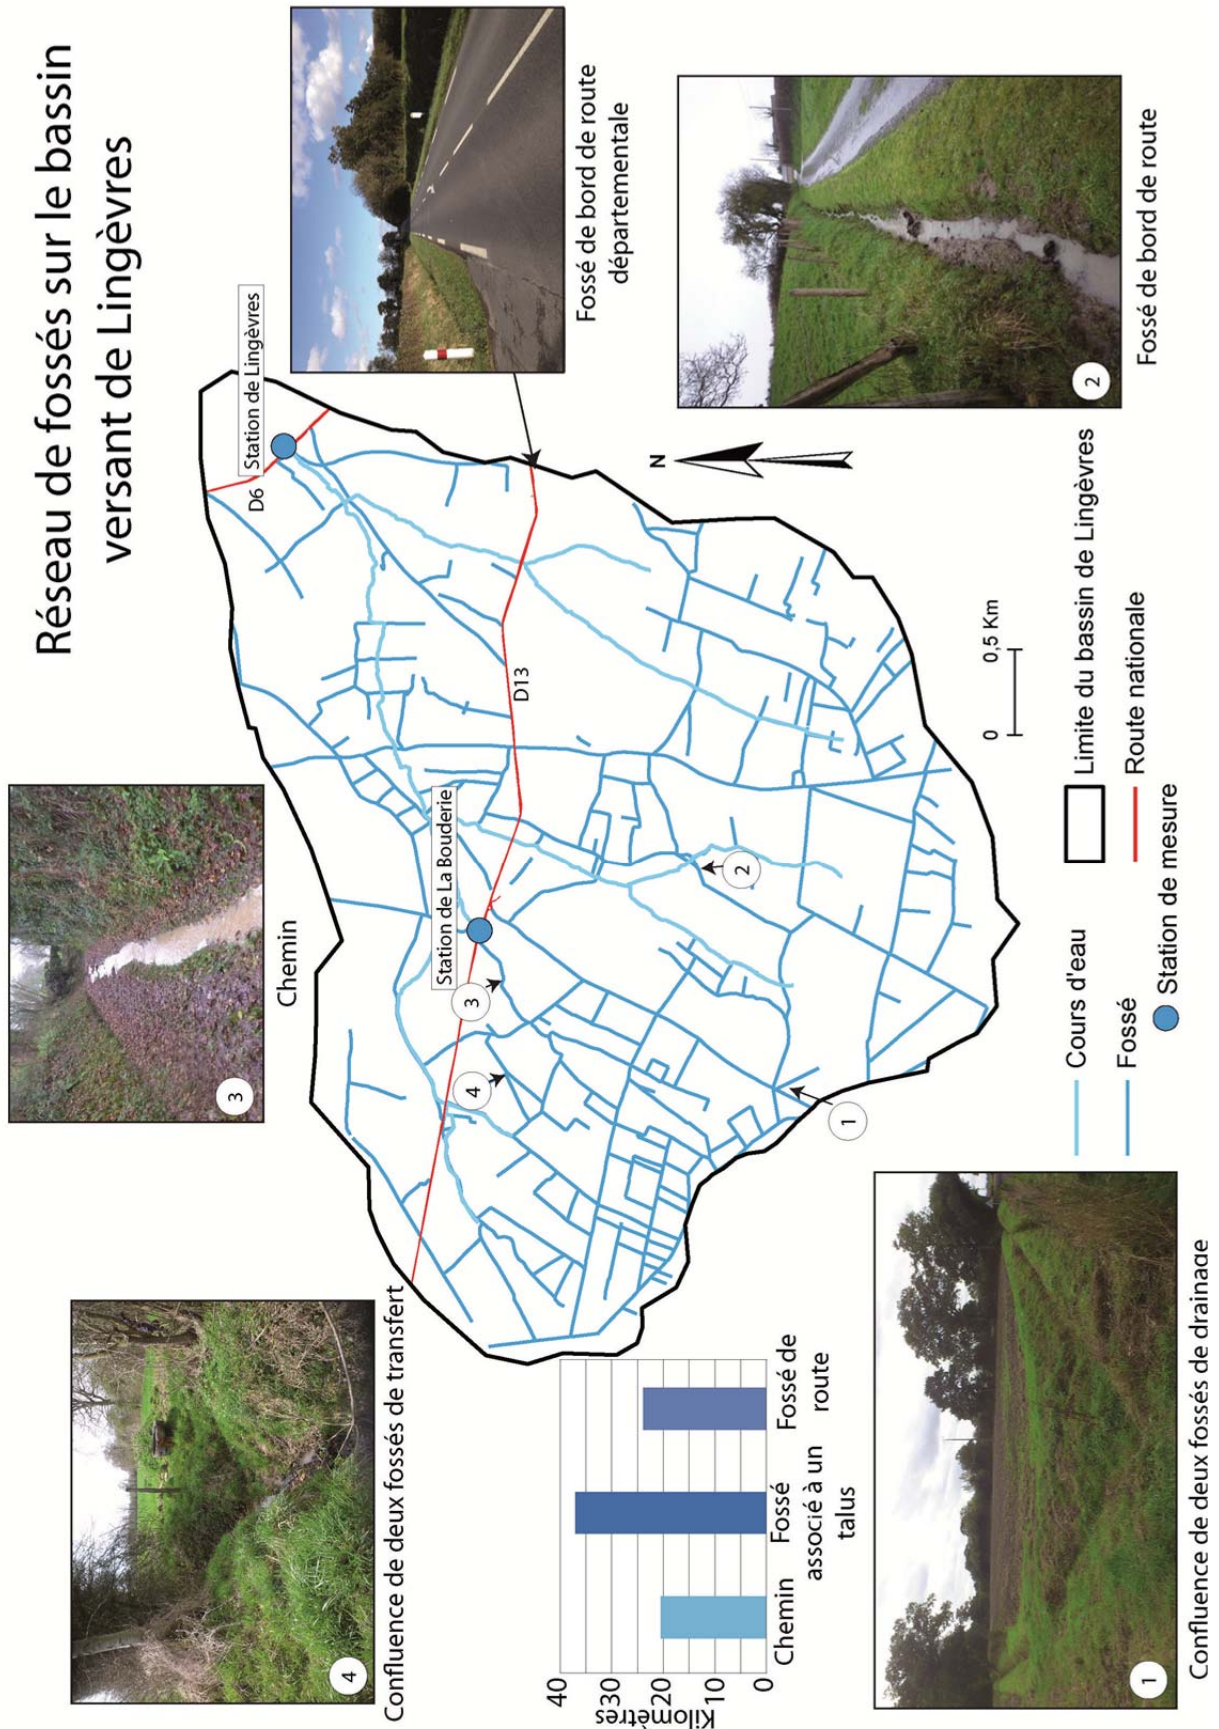 Réseau de fossés sur le bassin
versant de Lingèvres
4
Confluence de deux fossés de transfert
3
Chemin
Fossé de bord de route
départementale
2
Fossé de bord de route
1
Confluence de deux fossés de drainage
Station de Lingèvres
D6
Station de La Bouderie
D13
3
4
2
1
N
0 0,5 Km
Kilomètres
40
30
20
10
0
Chemin
Fossé
associé à un
talus
Fossé de
route
Cours d'eau
Fossé
Station de mesure
Limite du bassin de Lingèvres
Route nationale